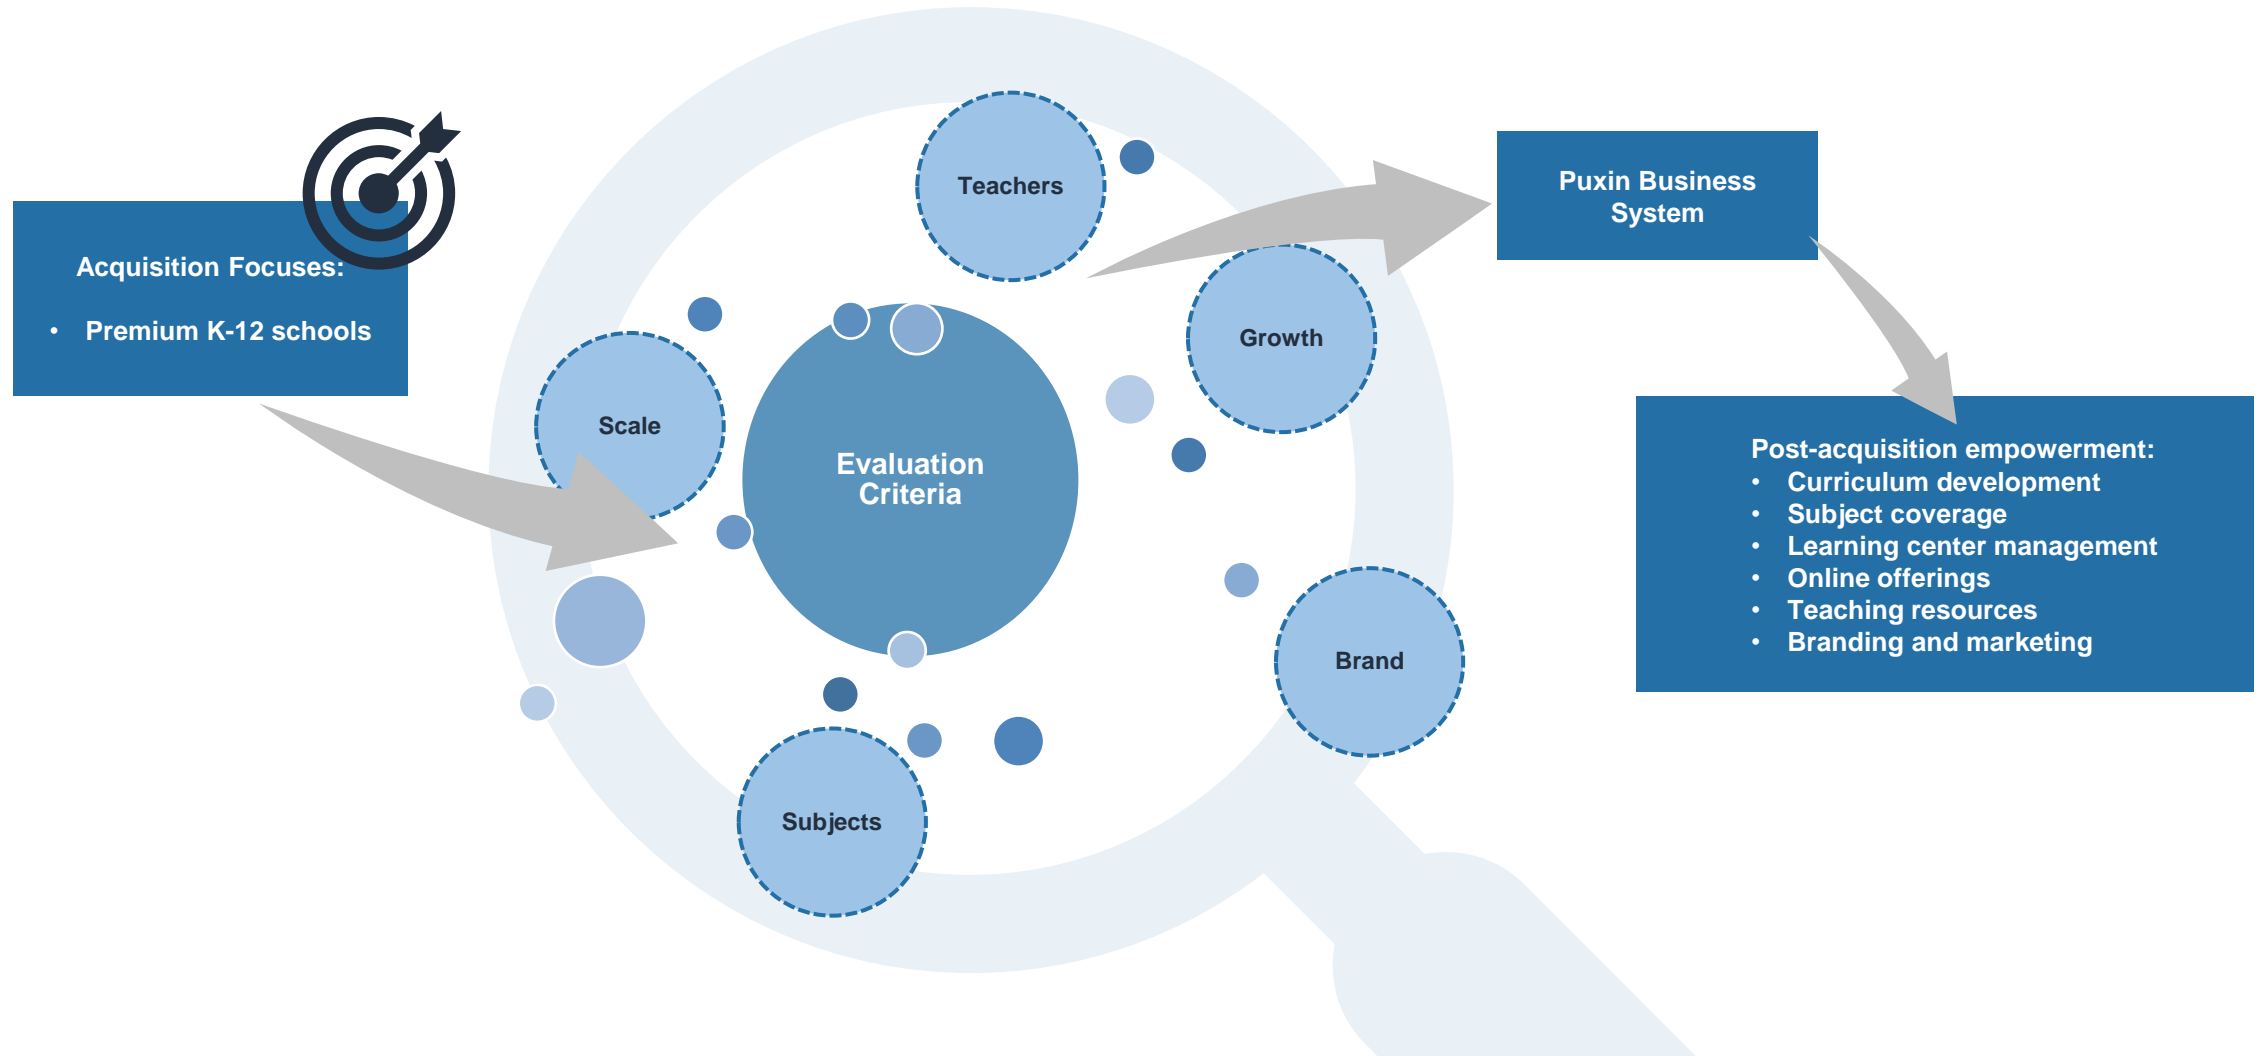 Acquisition Focuses:
• Premium K-12 schools
Teachers
Growth
Scale
Evaluation
Criteria
Brand
Subjects
Puxin Business
System
Post-acquisition empowerment:
• Curriculum development
• Subject coverage
• Learning center management
• Online offerings
• Teaching resources
• Branding and marketing